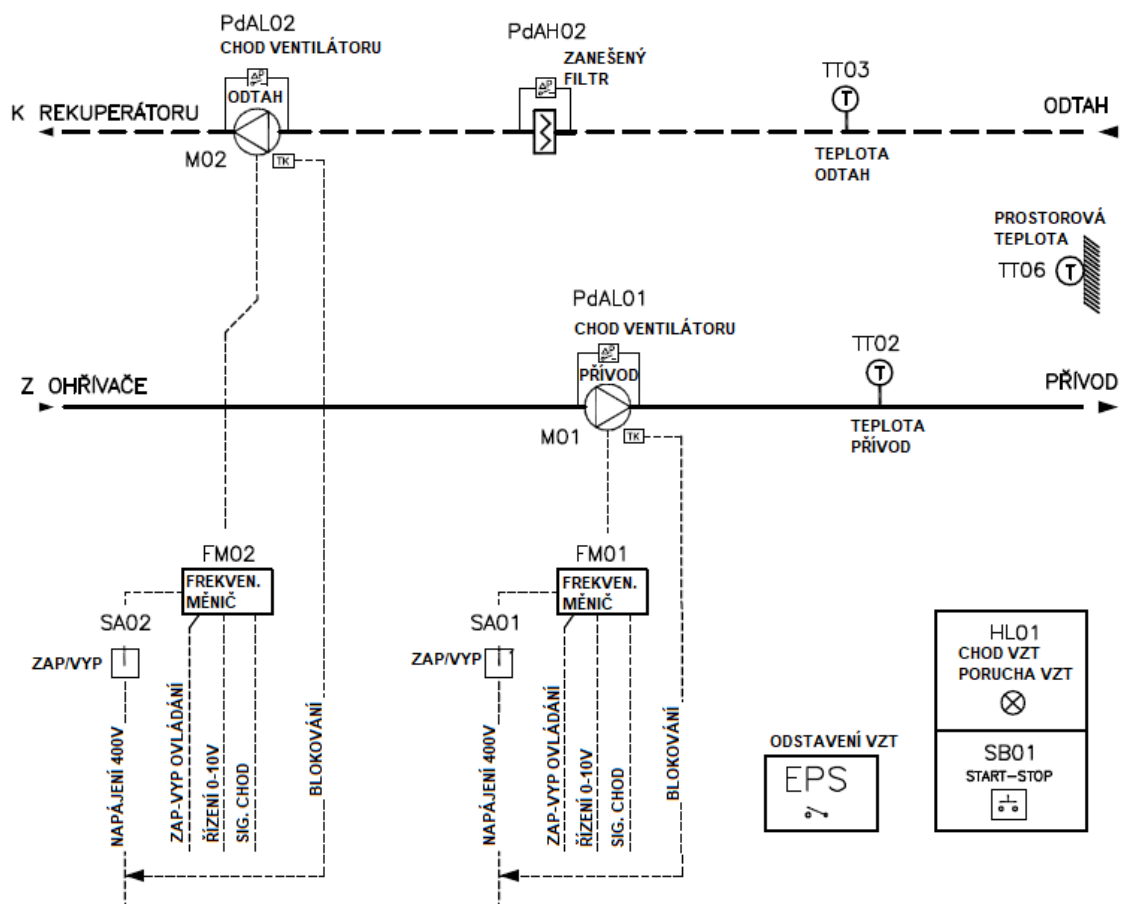 PdAL02
CHOD VENTILÁTORU
ΔP
ODTAH
PdAH02
ZANEŠENÝ
FILTR
ΔP
TT03
T
K REKUPERÁTORU
ODTAH
M02
TK
TEPLOTA
ODTAH
PROSTOROVÁ
TEPLOTA
TT06
T
PdAL01
CHOD VENTILÁTORU
ΔP
PŘÍVOD
TT02
T
Z OHŘÍVAČE
PŘÍVOD
M01
TK
TEPLOTA
PŘÍVOD
FM02
FREKVEN.
MĚNIČ
SA02
ZAP/VYP
NAPÁJENÍ 400V
ZAP-VYP OVLÁDÁNÍ
ŘÍZENÍ 0-10V
SIG. CHOD
BLOKOVÁNÍ
FM01
FREKVEN.
MĚNIČ
SA01
ZAP/VYP
NAPÁJENÍ 400V
ZAP-VYP OVLÁDÁNÍ
ŘÍZENÍ 0-10V
SIG. CHOD
BLOKOVÁNÍ
ODSTAVENÍ VZT
EPS
HL01
CHOD VZT
PORUCHA VZT
SB01
START-STOP